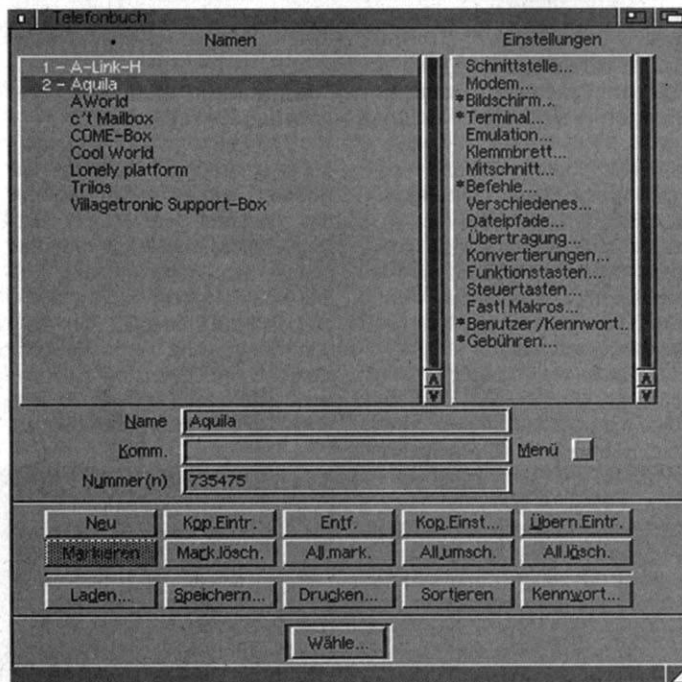 Telefonbuch
Namen
1 - A-Link-H
2 - Aquila
AWorld
c't Mailbox
COME-Box
Cool World
Lonely platform
Trilos
Villagetronic Support-Box
Einstellungen
Schnittstelle...
Modem...
*Bildschirm...
*Terminal...
Emulation...
Klemmbrett...
Mitschnitt...
*Befehle...
Verschiedenes...
Dateipfade...
Übertragung...
Konvertierungen...
Funktionstasten...
Steuertasten...
Fast! Makros...
*Benutzer/Kennwort..
*Gebühren...
Name Aquila
Komm. Menü
Nummer(n) 735475
Neu Kop.Eintr. Entf. Kop.Einst... Übern.Eintr.
Markieren Mark.lösch. All.mark. All.umsch. All.lösch.
Laden... Speichern... Drucken... Sortieren Kennwort...
Wähle...